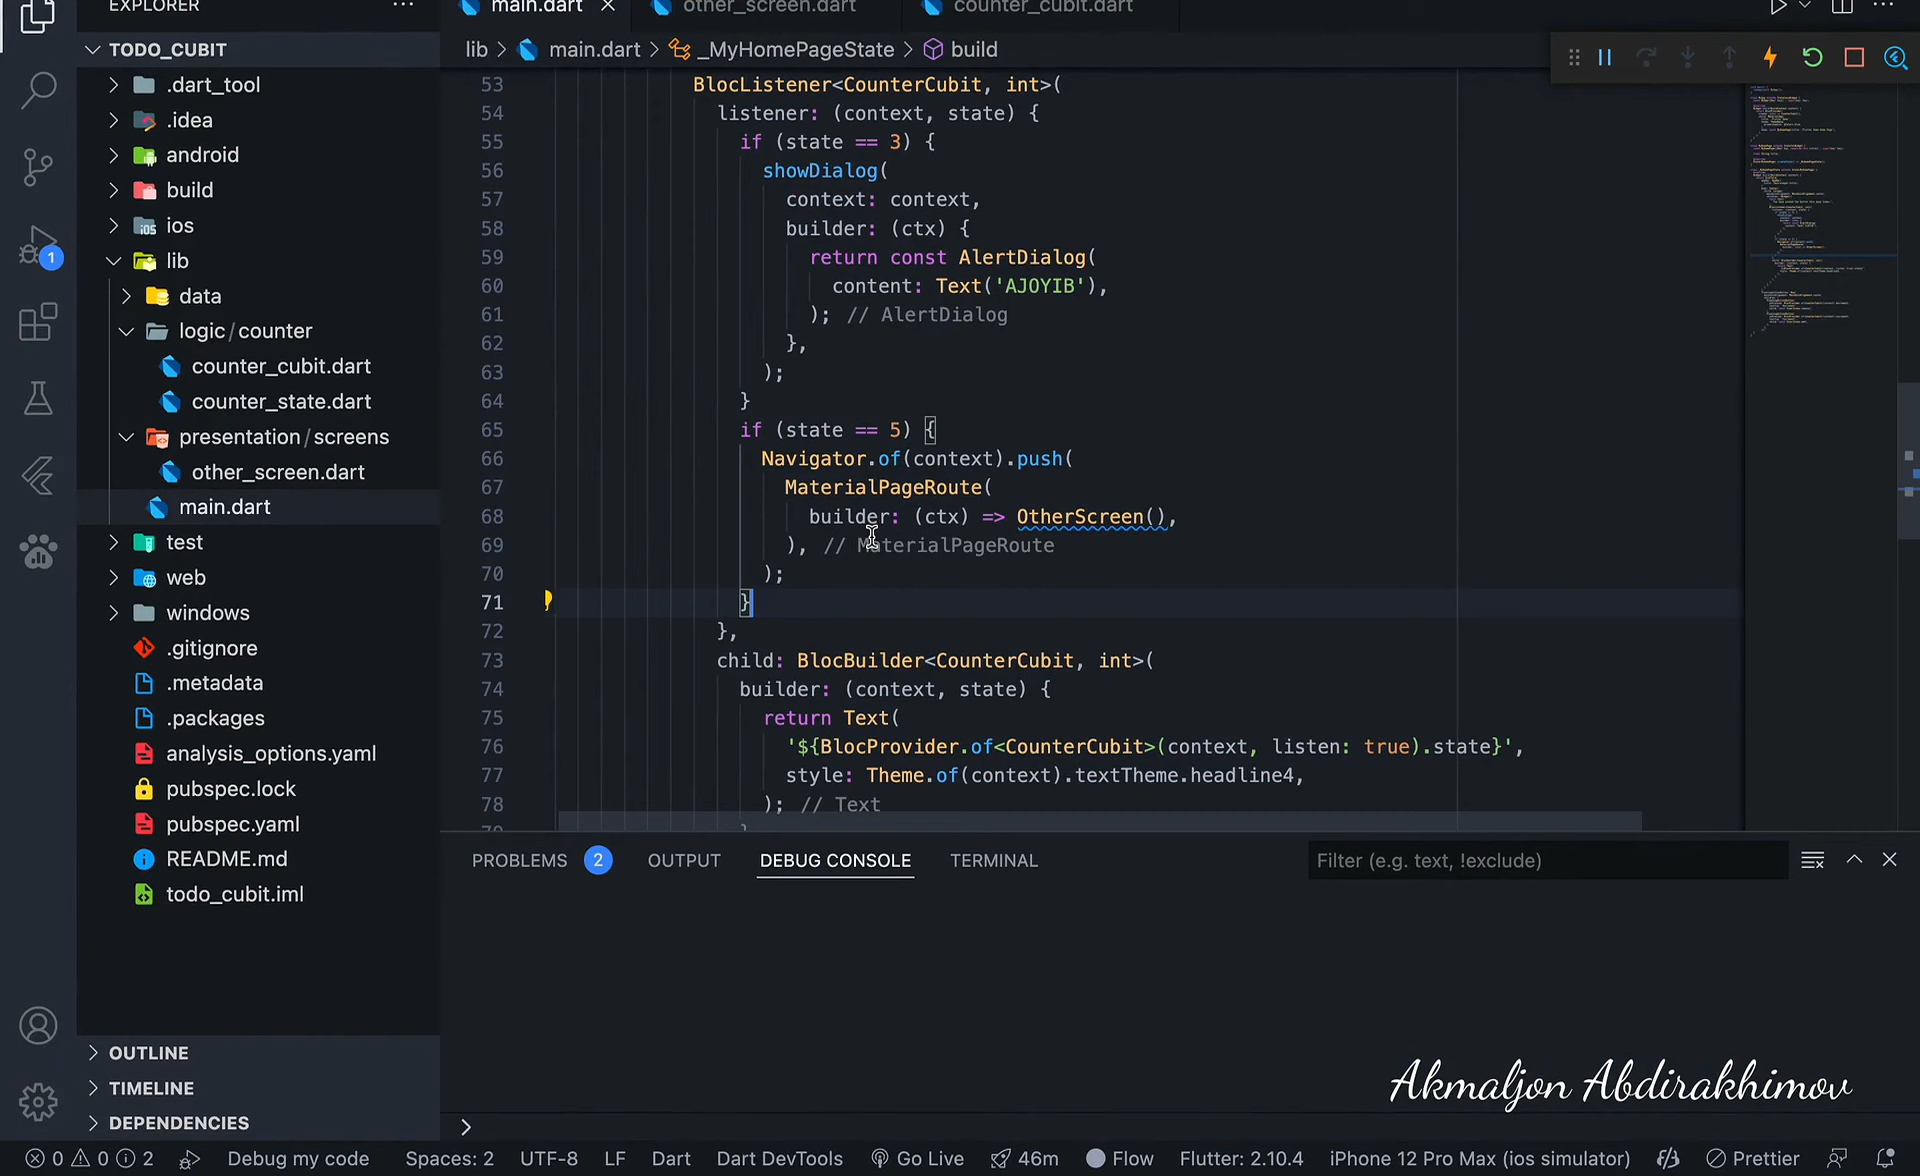 EXPLORER
main.dart
other_screen.dart
counter_cubit.dart
TODO_CUBIT
lib > main.dart > _MyHomePageState > build
.dart_tool
.idea
android
build
ios
lib
data
logic/counter
counter_cubit.dart
counter_state.dart
presentation/screens
other_screen.dart
main.dart
test
web
windows
.gitignore
.metadata
.packages
analysis_options.yaml
pubspec.lock
pubspec.yaml
README.md
todo_cubit.iml
OUTLINE
TIMELINE
DEPENDENCIES
1
53 BlocListener<CounterCubit, int>(
54 listener: (context, state) {
55 if (state == 3) {
56 showDialog(
57 context: context,
58 builder: (ctx) {
59 return const AlertDialog(
60 content: Text('AJOYIB'),
61 ); // AlertDialog
62 },
63 );
64 }
65 if (state == 5) {
66 Navigator.of(context).push(
67 MaterialPageRoute(
68 builder: (ctx) => OtherScreen(),
69 ), // MaterialPageRoute
70 );
71 }
72 },
73 child: BlocBuilder<CounterCubit, int>(
74 builder: (context, state) {
75 return Text(
76 '${BlocProvider.of<CounterCubit>(context, listen: true).state}',
77 style: Theme.of(context).textTheme.headline4,
78 ); // Text
PROBLEMS 2 OUTPUT DEBUG CONSOLE TERMINAL
Filter (e.g. text, !exclude)
Akmaljon Abdirakhimov
0 0 2 Debug my code Spaces: 2 UTF-8 LF Dart Dart DevTools Go Live 46m Flow Flutter: 2.10.4 iPhone 12 Pro Max (ios simulator) Prettier